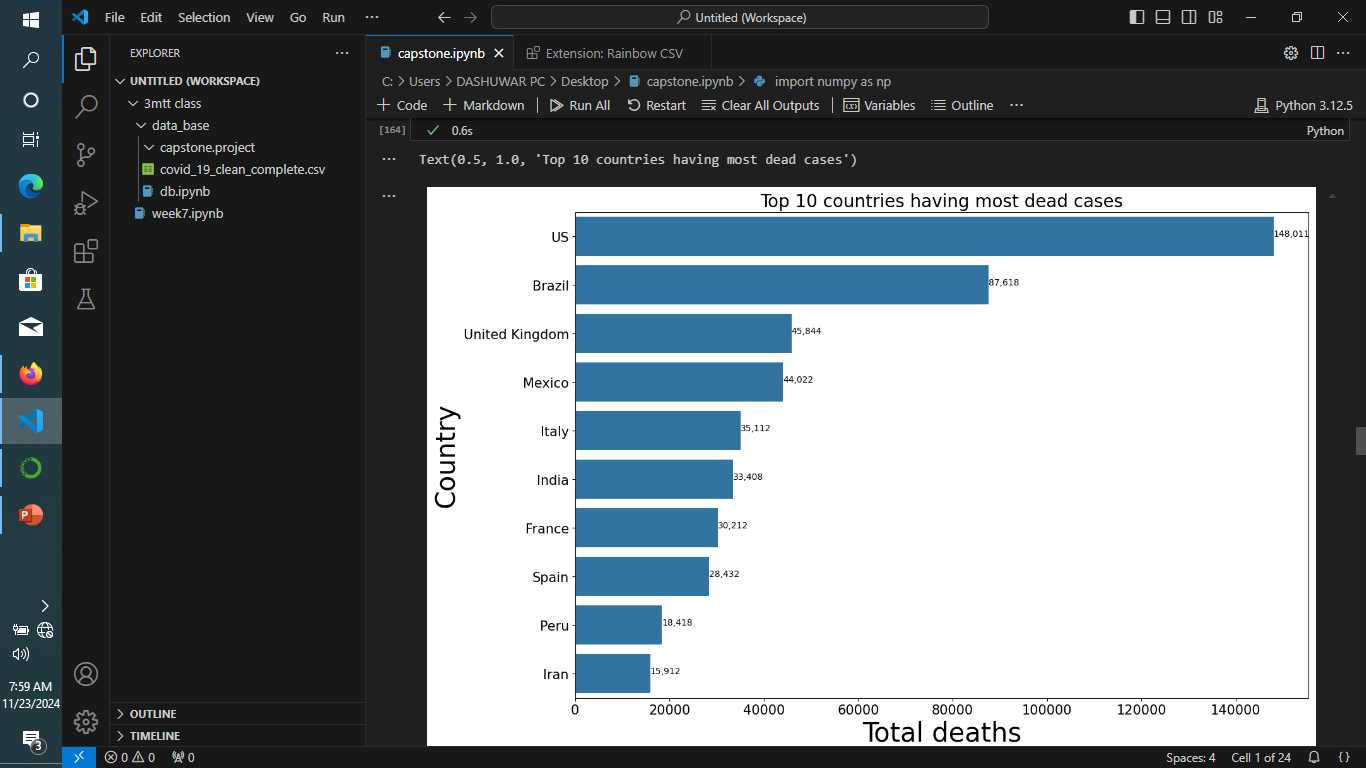 File Edit Selection View Go Run ··· Untitled (Workspace)
EXPLORER ···
UNTITLED (WORKSPACE)
3mtt class
data_base
capstone.project
covid_19_clean_complete.csv
db.ipynb
week7.ipynb
OUTLINE
TIMELINE
capstone.ipynb Extension: Rainbow CSV
C: > Users > DASHUWAR PC > Desktop > capstone.ipynb > import numpy as np
Code Markdown Run All Restart Clear All Outputs Variables Outline ··· Python 3.12.5
[164] 0.6s Python
Text(0.5, 1.0, 'Top 10 countries having most dead cases')
Top 10 countries having most dead cases
Country
US 148,011
Brazil 87,618
United Kingdom 45,844
Mexico 44,022
Italy 35,112
India 33,408
France 30,212
Spain 28,432
Peru 18,418
Iran 15,912
0 20000 40000 60000 80000 100000 120000 140000
Total deaths
7:59 AM
11/23/2024
3
0 0 0 Spaces: 4 Cell 1 of 24 { }